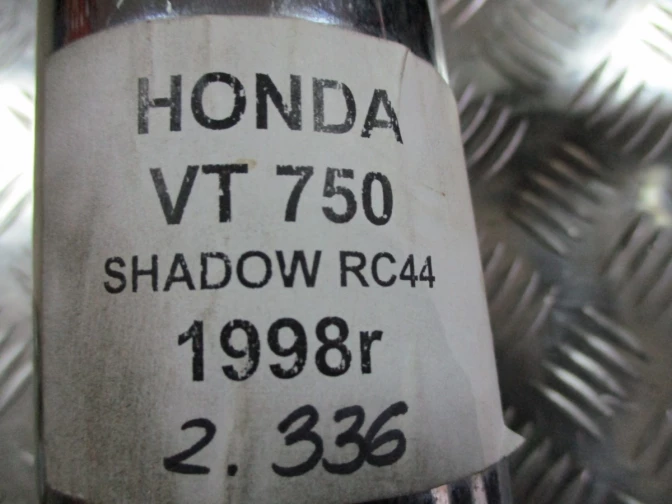 HONDA
VT 750
SHADOW RC44
1998r
2. 336